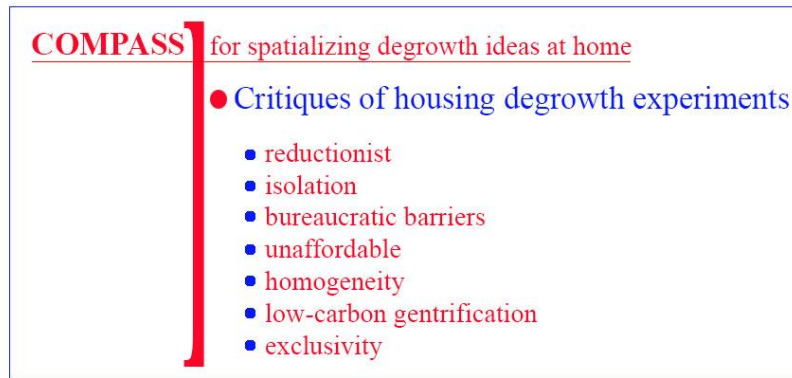 COMPASS for spatializing degrowth ideas at home
Critiques of housing degrowth experiments
reductionist
isolation
bureaucratic barriers
unaffordable
homogeneity
low-carbon gentrification
exclusivity